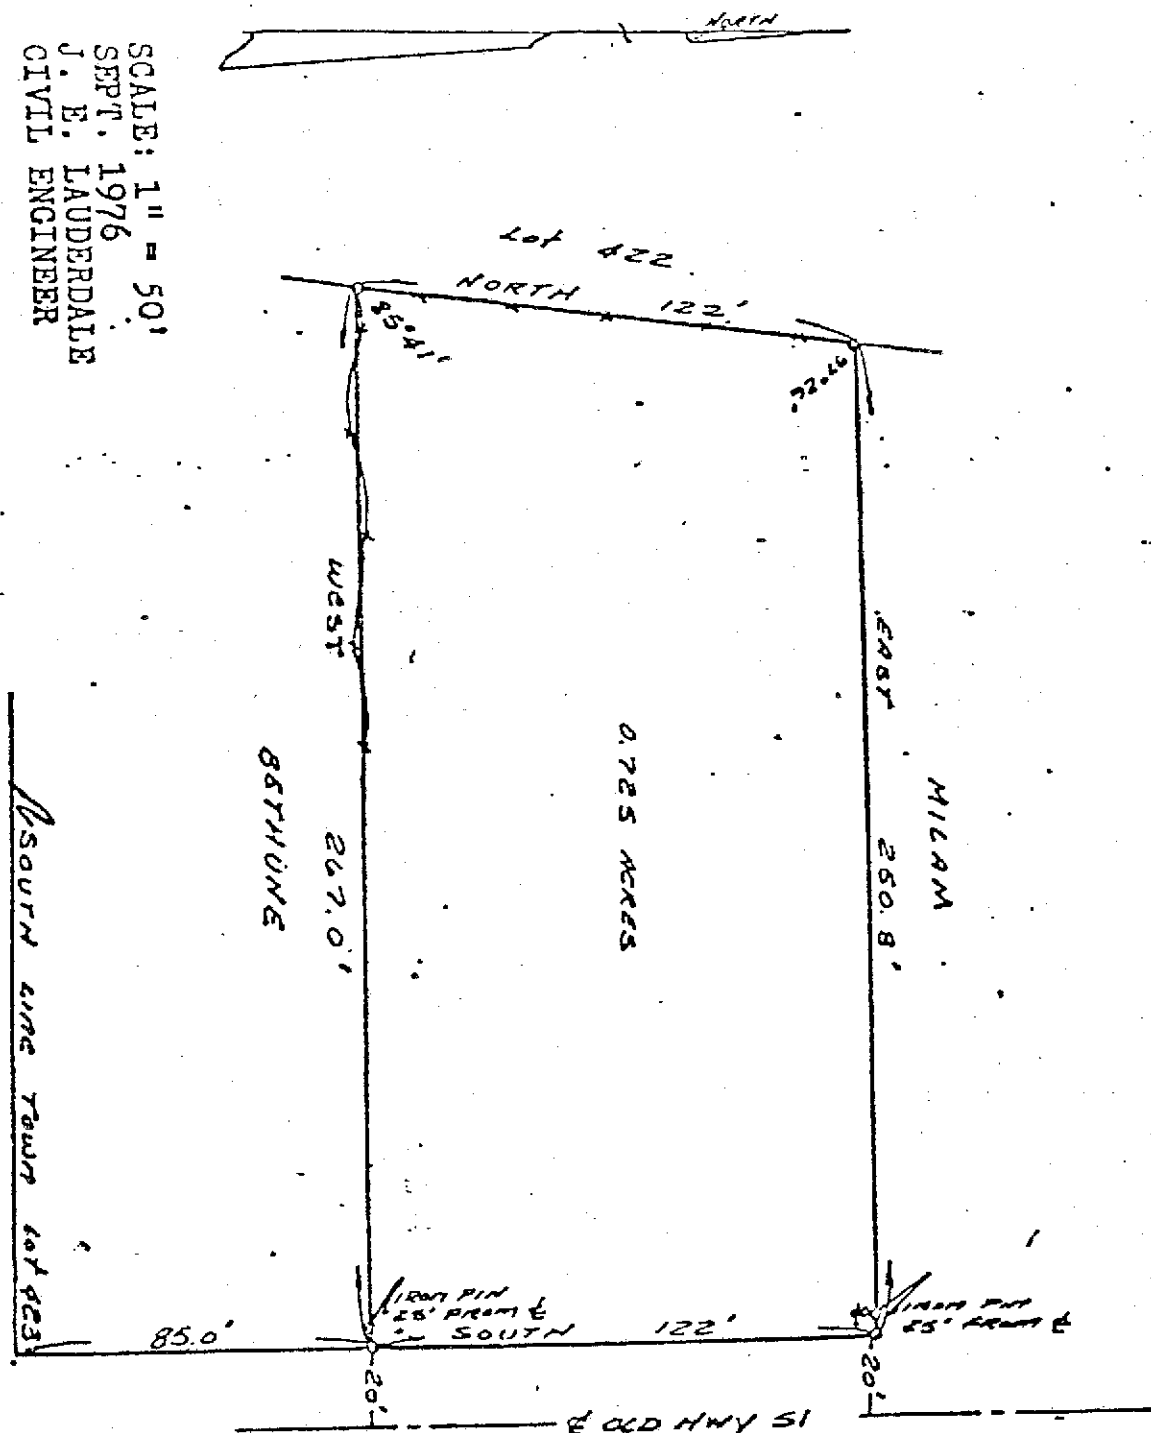 NORTH
SCALE: 1" = 50'
SEPT. 1976
J. E. LAUDERDALE
CIVIL ENGINEER
Lot 422
NORTH 122'
85°41'
EAST 250.8'
MILAM
WEST 267.0'
BETHUNE
0.725 ACRES
SOUTH LINE TOWN Lot 423
IRON PIN
25' FROM ℄
IRON PIN
25' FROM ℄
85.0'
SOUTH 122'
20'
20'
℄ OLD HWY 51